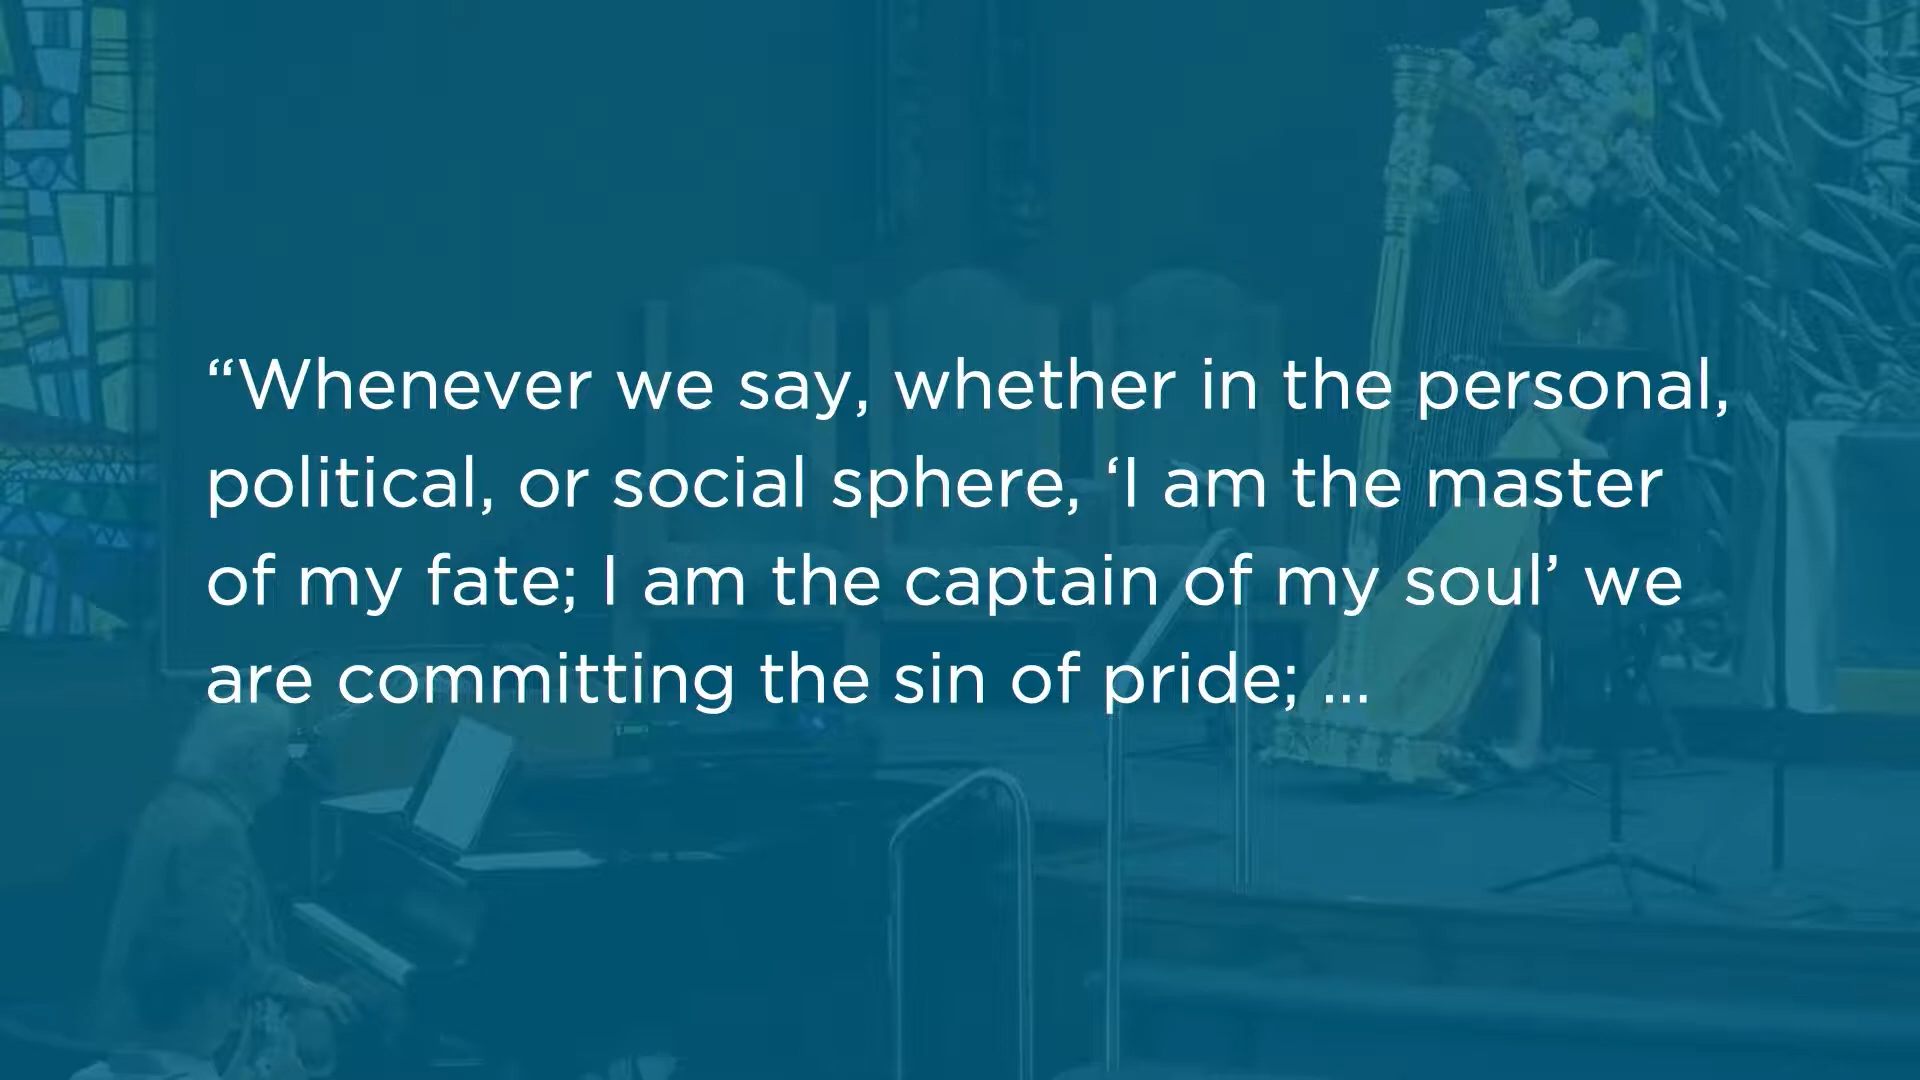 “Whenever we say, whether in the personal,
political, or social sphere, ‘I am the master
of my fate; I am the captain of my soul’ we
are committing the sin of pride; ...